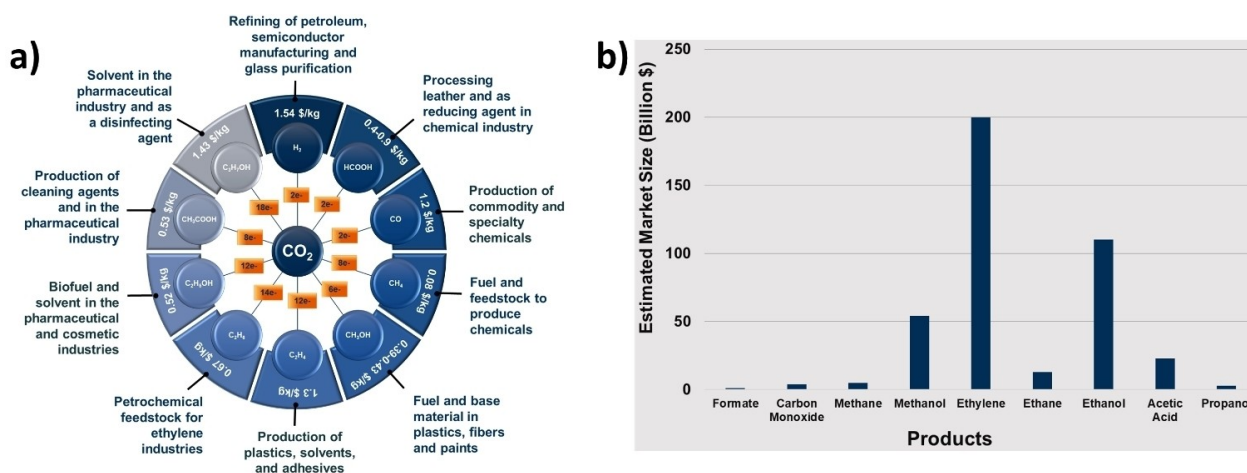 a)
Refining of petroleum,
semiconductor
manufacturing and
glass purification
Solvent in the
pharmaceutical
industry and as
a disinfecting
agent
Processing
leather and as
reducing agent in
chemical industry
Production of
cleaning agents
and in the
pharmaceutical
industry
Production of
commodity and
specialty
chemicals
Biofuel and
solvent in the
pharmaceutical
and cosmetic
industries
Fuel and
feedstock to
produce
chemicals
Petrochemical
feedstock for
ethylene
industries
Production of
plastics, solvents,
and adhesives
Fuel and base
material in
plastics, fibers
and paints
1.54 $/kg
0.4-0.9 $/kg
1.2 $/kg
0.08 $/kg
0.39-0.43 $/kg
1.3 $/kg
0.67 $/kg
0.52 $/kg
0.53 $/kg
1.43 $/kg
H₂
HCOOH
CO
CH₄
CH₃OH
C₂H₄
C₂H₆
C₂H₅OH
CH₃COOH
C₃H₇OH
2e-
2e-
2e-
8e-
6e-
12e-
14e-
12e-
8e-
18e-
CO₂
b)
Estimated Market Size (Billion $)
250
200
150
100
50
0
Formate
Carbon
Monoxide
Methane
Methanol
Ethylene
Ethane
Ethanol
Acetic
Acid
Propano
Products